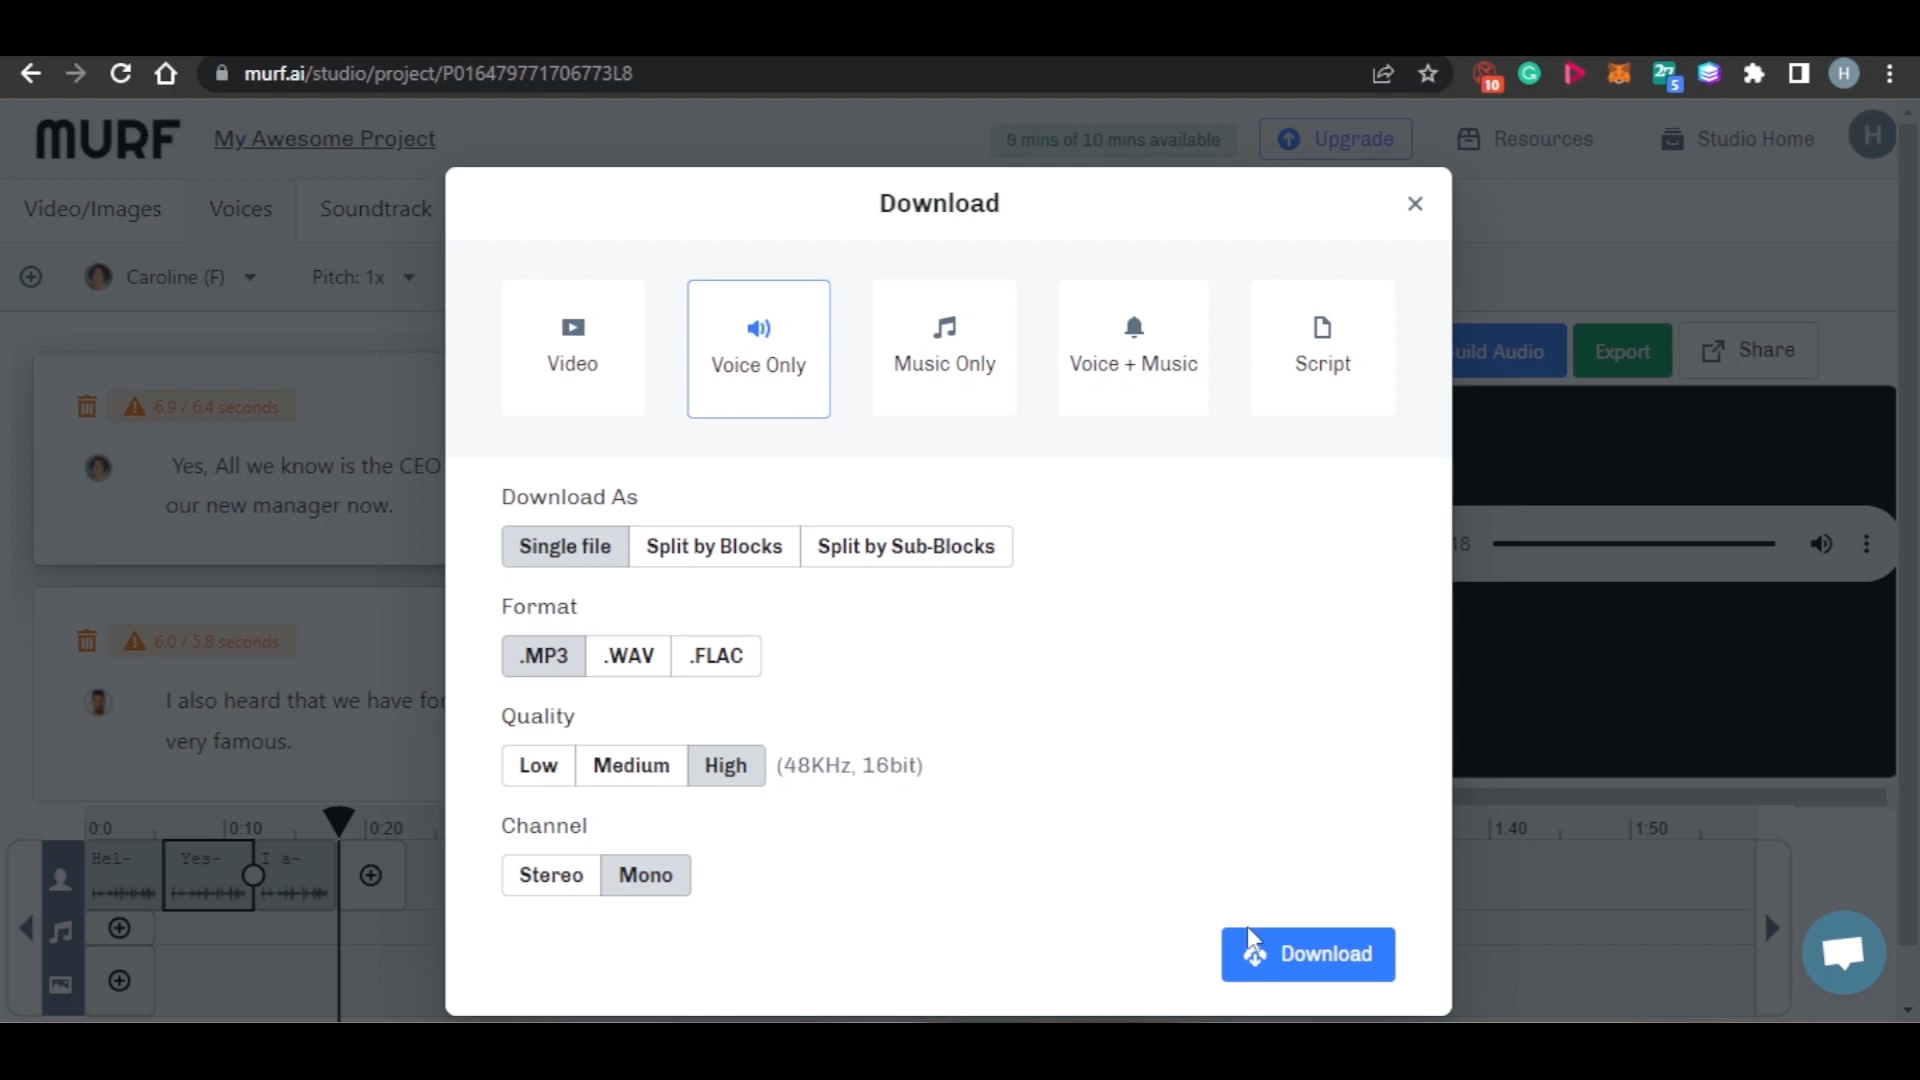 murf.ai/studio/project/P016479771706773L8
10
5
H
MURF
My Awesome Project
9 mins of 10 mins available
Upgrade
Resources
Studio Home
H
Video/Images
Voices
Soundtrack
Caroline (F)
Pitch: 1x
Download
Video
Voice Only
Music Only
Voice + Music
Script
uild Audio
Export
Share
6.9 / 6.4 seconds
Yes, All we know is the CEO
our new manager now.
Download As
Single file
Split by Blocks
Split by Sub-Blocks
18
Format
.MP3
.WAV
.FLAC
6.0 / 5.8 seconds
I also heard that we have for
very famous.
Quality
Low
Medium
High
(48KHz, 16bit)
Channel
Stereo
Mono
0:0
0:10
0:20
1:40
1:50
Hel-
Yes-
I a-
Download